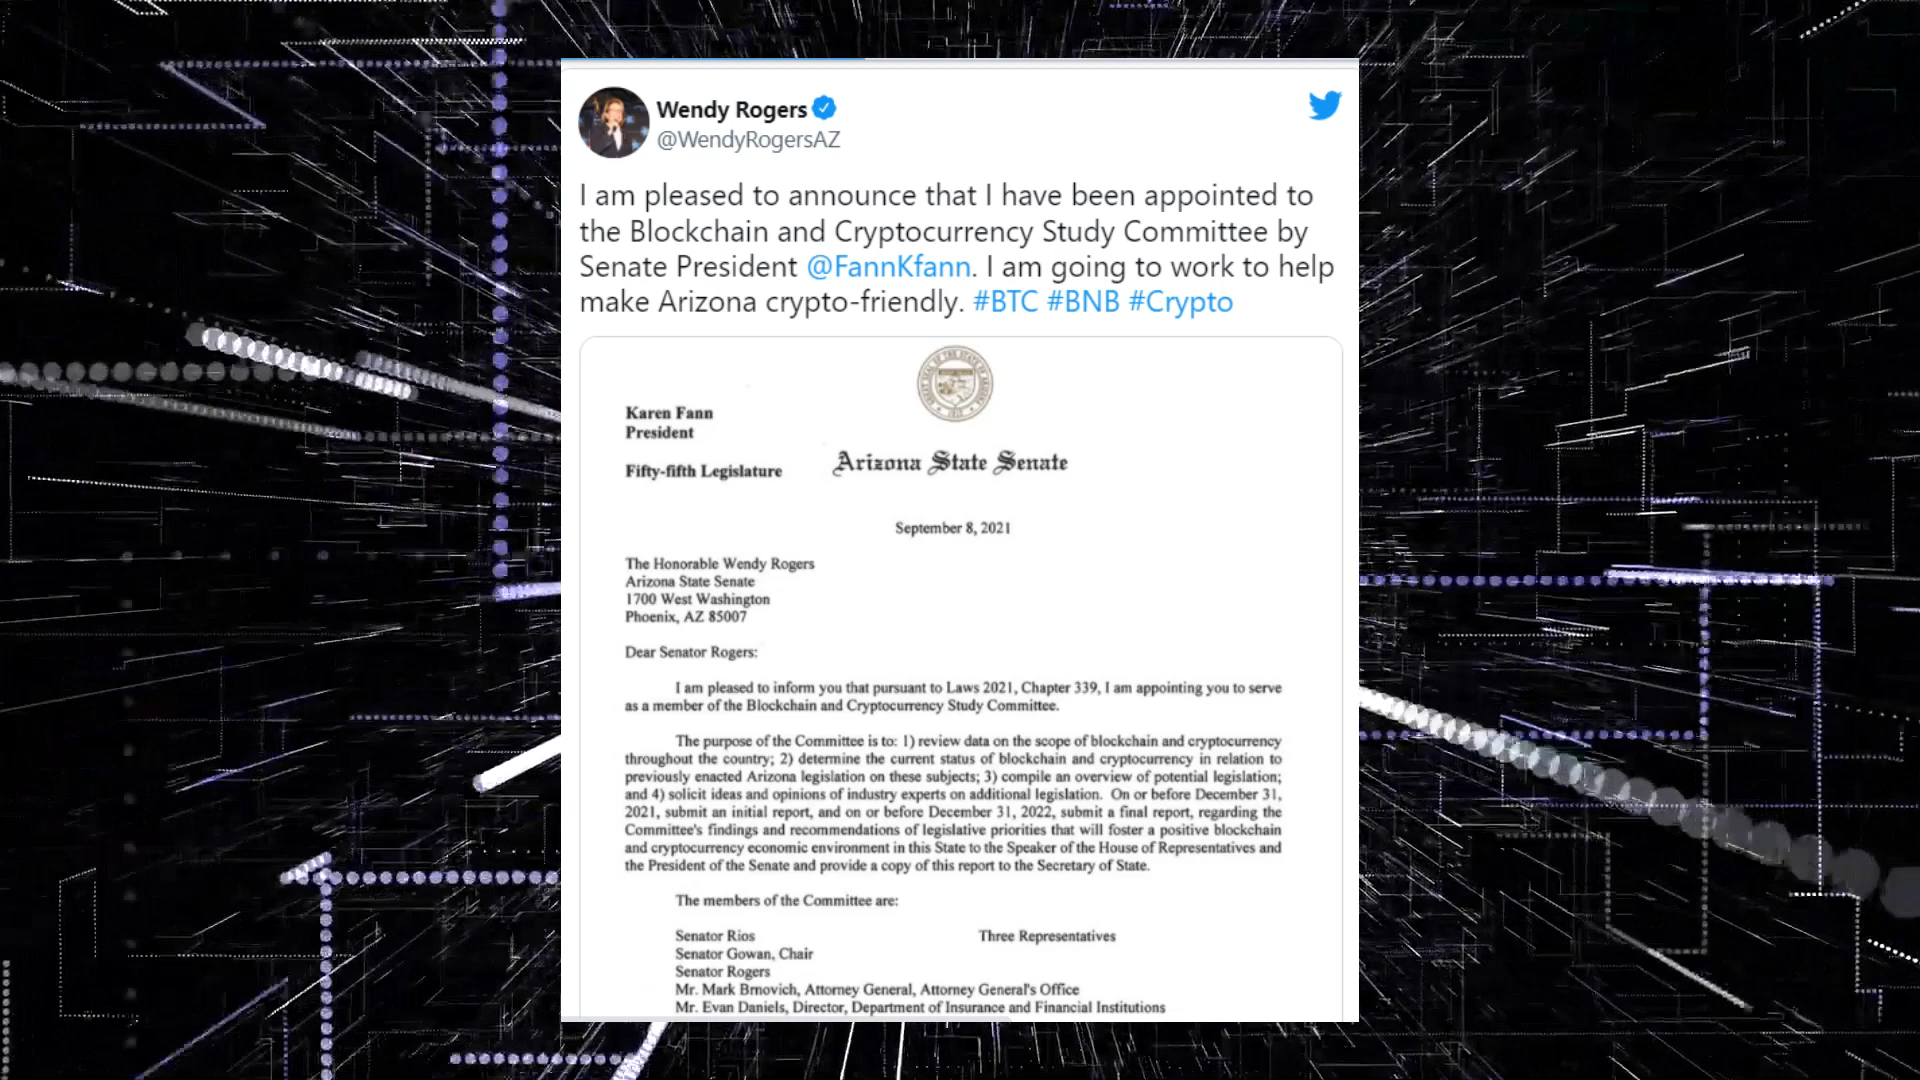 Wendy Rogers
@WendyRogersAZ
I am pleased to announce that I have been appointed to
the Blockchain and Cryptocurrency Study Committee by
Senate President @FannKfann. I am going to work to help
make Arizona crypto-friendly. #BTC #BNB #Crypto
Karen Fann
President
Fifty-fifth Legislature
Arizona State Senate
September 8, 2021
The Honorable Wendy Rogers
Arizona State Senate
1700 West Washington
Phoenix, AZ 85007
Dear Senator Rogers:
I am pleased to inform you that pursuant to Laws 2021, Chapter 339, I am appointing you to serve
as a member of the Blockchain and Cryptocurrency Study Committee.
The purpose of the Committee is to: 1) review data on the scope of blockchain and cryptocurrency
throughout the country; 2) determine the current status of blockchain and cryptocurrency in relation to
previously enacted Arizona legislation on these subjects; 3) compile an overview of potential legislation;
and 4) solicit ideas and opinions of industry experts on additional legislation. On or before December 31,
2021, submit an initial report, and on or before December 31, 2022, submit a final report, regarding the
Committee's findings and recommendations of legislative priorities that will foster a positive blockchain
and cryptocurrency economic environment in this State to the Speaker of the House of Representatives and
the President of the Senate and provide a copy of this report to the Secretary of State.
The members of the Committee are:
Senator Rios Three Representatives
Senator Gowan, Chair
Senator Rogers
Mr. Mark Brnovich, Attorney General, Attorney General's Office
Mr. Evan Daniels, Director, Department of Insurance and Financial Institutions